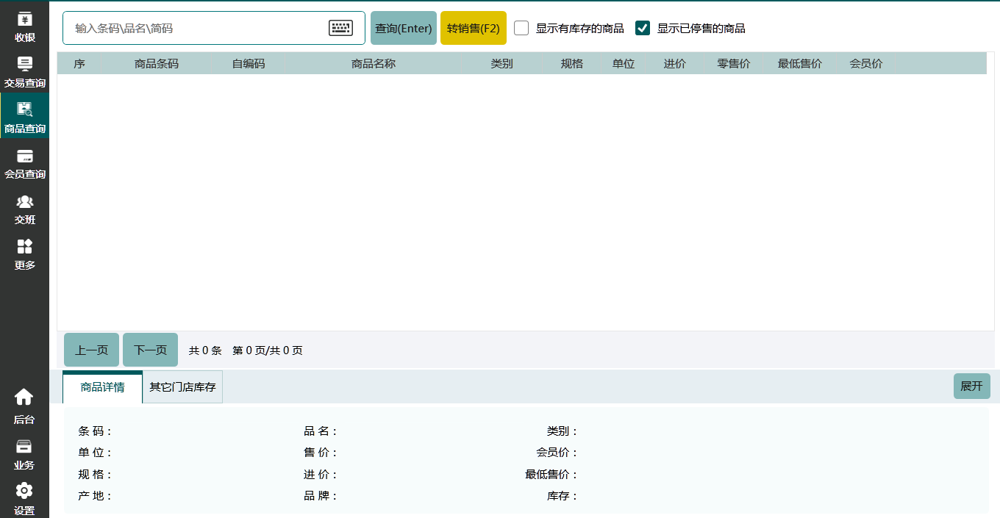 收银
交易查询
商品查询
会员查询
交班
更多
后台
业务
设置
输入条码\品名\简码 查询(Enter) 转销售(F2) 显示有库存的商品 显示已停售的商品
序 商品条码 自编码 商品名称 类别 规格 单位 进价 零售价 最低售价 会员价
上一页 下一页 共 0 条 第 0 页/共 0 页
商品详情 其它门店库存 展开
条 码： 品 名： 类别：
单 位： 售 价： 会员价：
规 格： 进 价： 最低售价：
产 地： 品 牌： 库存：